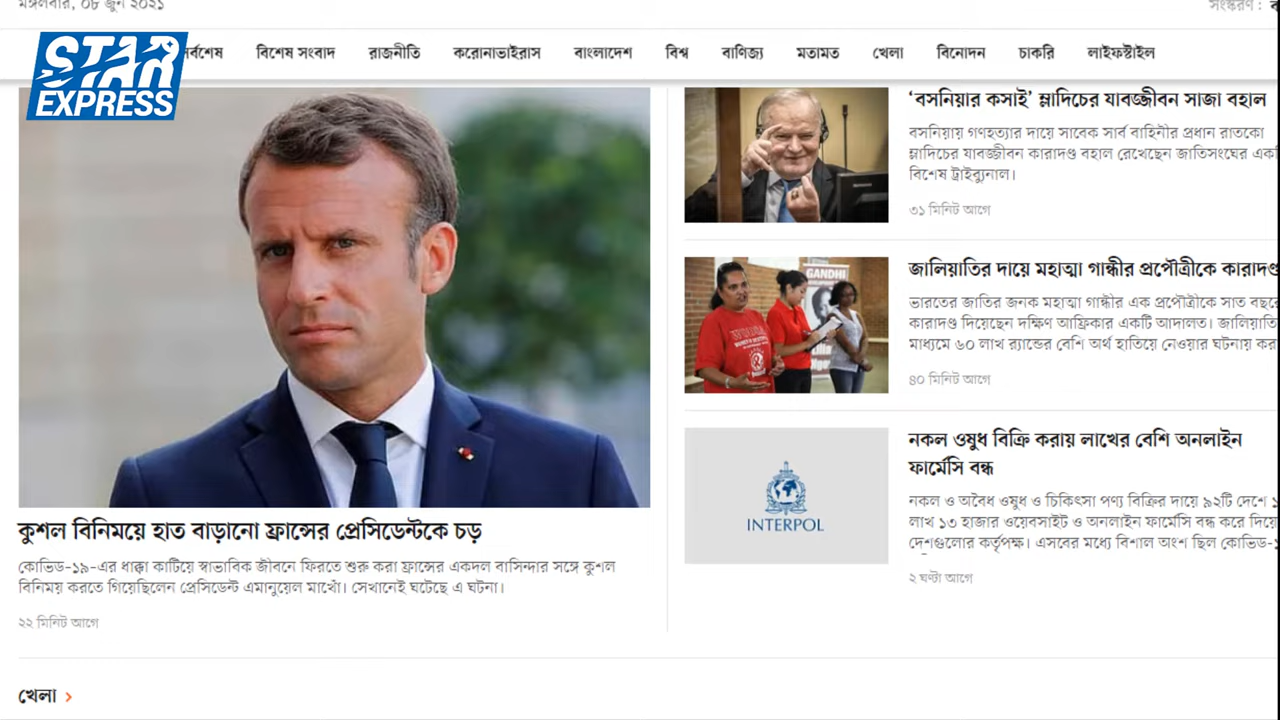 মঙ্গলবার, ০৮ জুন ২০২১
সংস্করণ :
STAR
EXPRESS
বিশেষ সংবাদ রাজনীতি করোনাভাইরাস বাংলাদেশ বিশ্ব বাণিজ্য মতামত খেলা বিনোদন চাকরি লাইফস্টাইল
কুশল বিনিময়ে হাত বাড়ানো ফ্রান্সের প্রেসিডেন্টকে চড়
কোভিড-১৯-এর ধাক্কা কাটিয়ে স্বাভাবিক জীবনে ফিরতে শুরু করা ফ্রান্সের একদল বাসিন্দার সঙ্গে কুশল
বিনিময় করতে গিয়েছিলেন প্রেসিডেন্ট এমানুয়েল মাখোঁ। সেখানেই ঘটেছে এ ঘটনা।
২২ মিনিট আগে
‘বসনিয়ার কসাই’ ম্লাদিচের যাবজ্জীবন সাজা বহাল
বসনিয়ায় গণহত্যার দায়ে সাবেক সার্ব বাহিনীর প্রধান রাতকো
ম্লাদিচের যাবজ্জীবন কারাদণ্ড বহাল রেখেছেন জাতিসংঘের
বিশেষ ট্রাইব্যুনাল।
৩১ মিনিট আগে
GANDHI
জালিয়াতির দায়ে মহাত্মা গান্ধীর প্রপৌত্রীকে কারাদণ্ড
ভারতের জাতির জনক মহাত্মা গান্ধীর এক প্রপৌত্রীকে সাত
কারাদণ্ড দিয়েছেন দক্ষিণ আফ্রিকার একটি আদালত।
মাধ্যমে ৬০ লাখ র‍্যান্ডের বেশি অর্থ হাতিয়ে নেওয়ার ঘটনায়
৪০ মিনিট আগে
INTERPOL
নকল ওষুধ বিক্রি করায় লাখের বেশি অনলাইন
ফার্মেসি বন্ধ
নকল ও অবৈধ ওষুধ ও চিকিৎসা পণ্য বিক্রির দায়ে ৯২টি দেশে ১
লাখ ১৩ হাজার ওয়েবসাইট ও অনলাইন ফার্মেসি বন্ধ করে
দেশগুলোর কর্তৃপক্ষ। এসবের মধ্যে বিশাল অংশ ছিল
২ ঘণ্টা আগে
খেলা ›